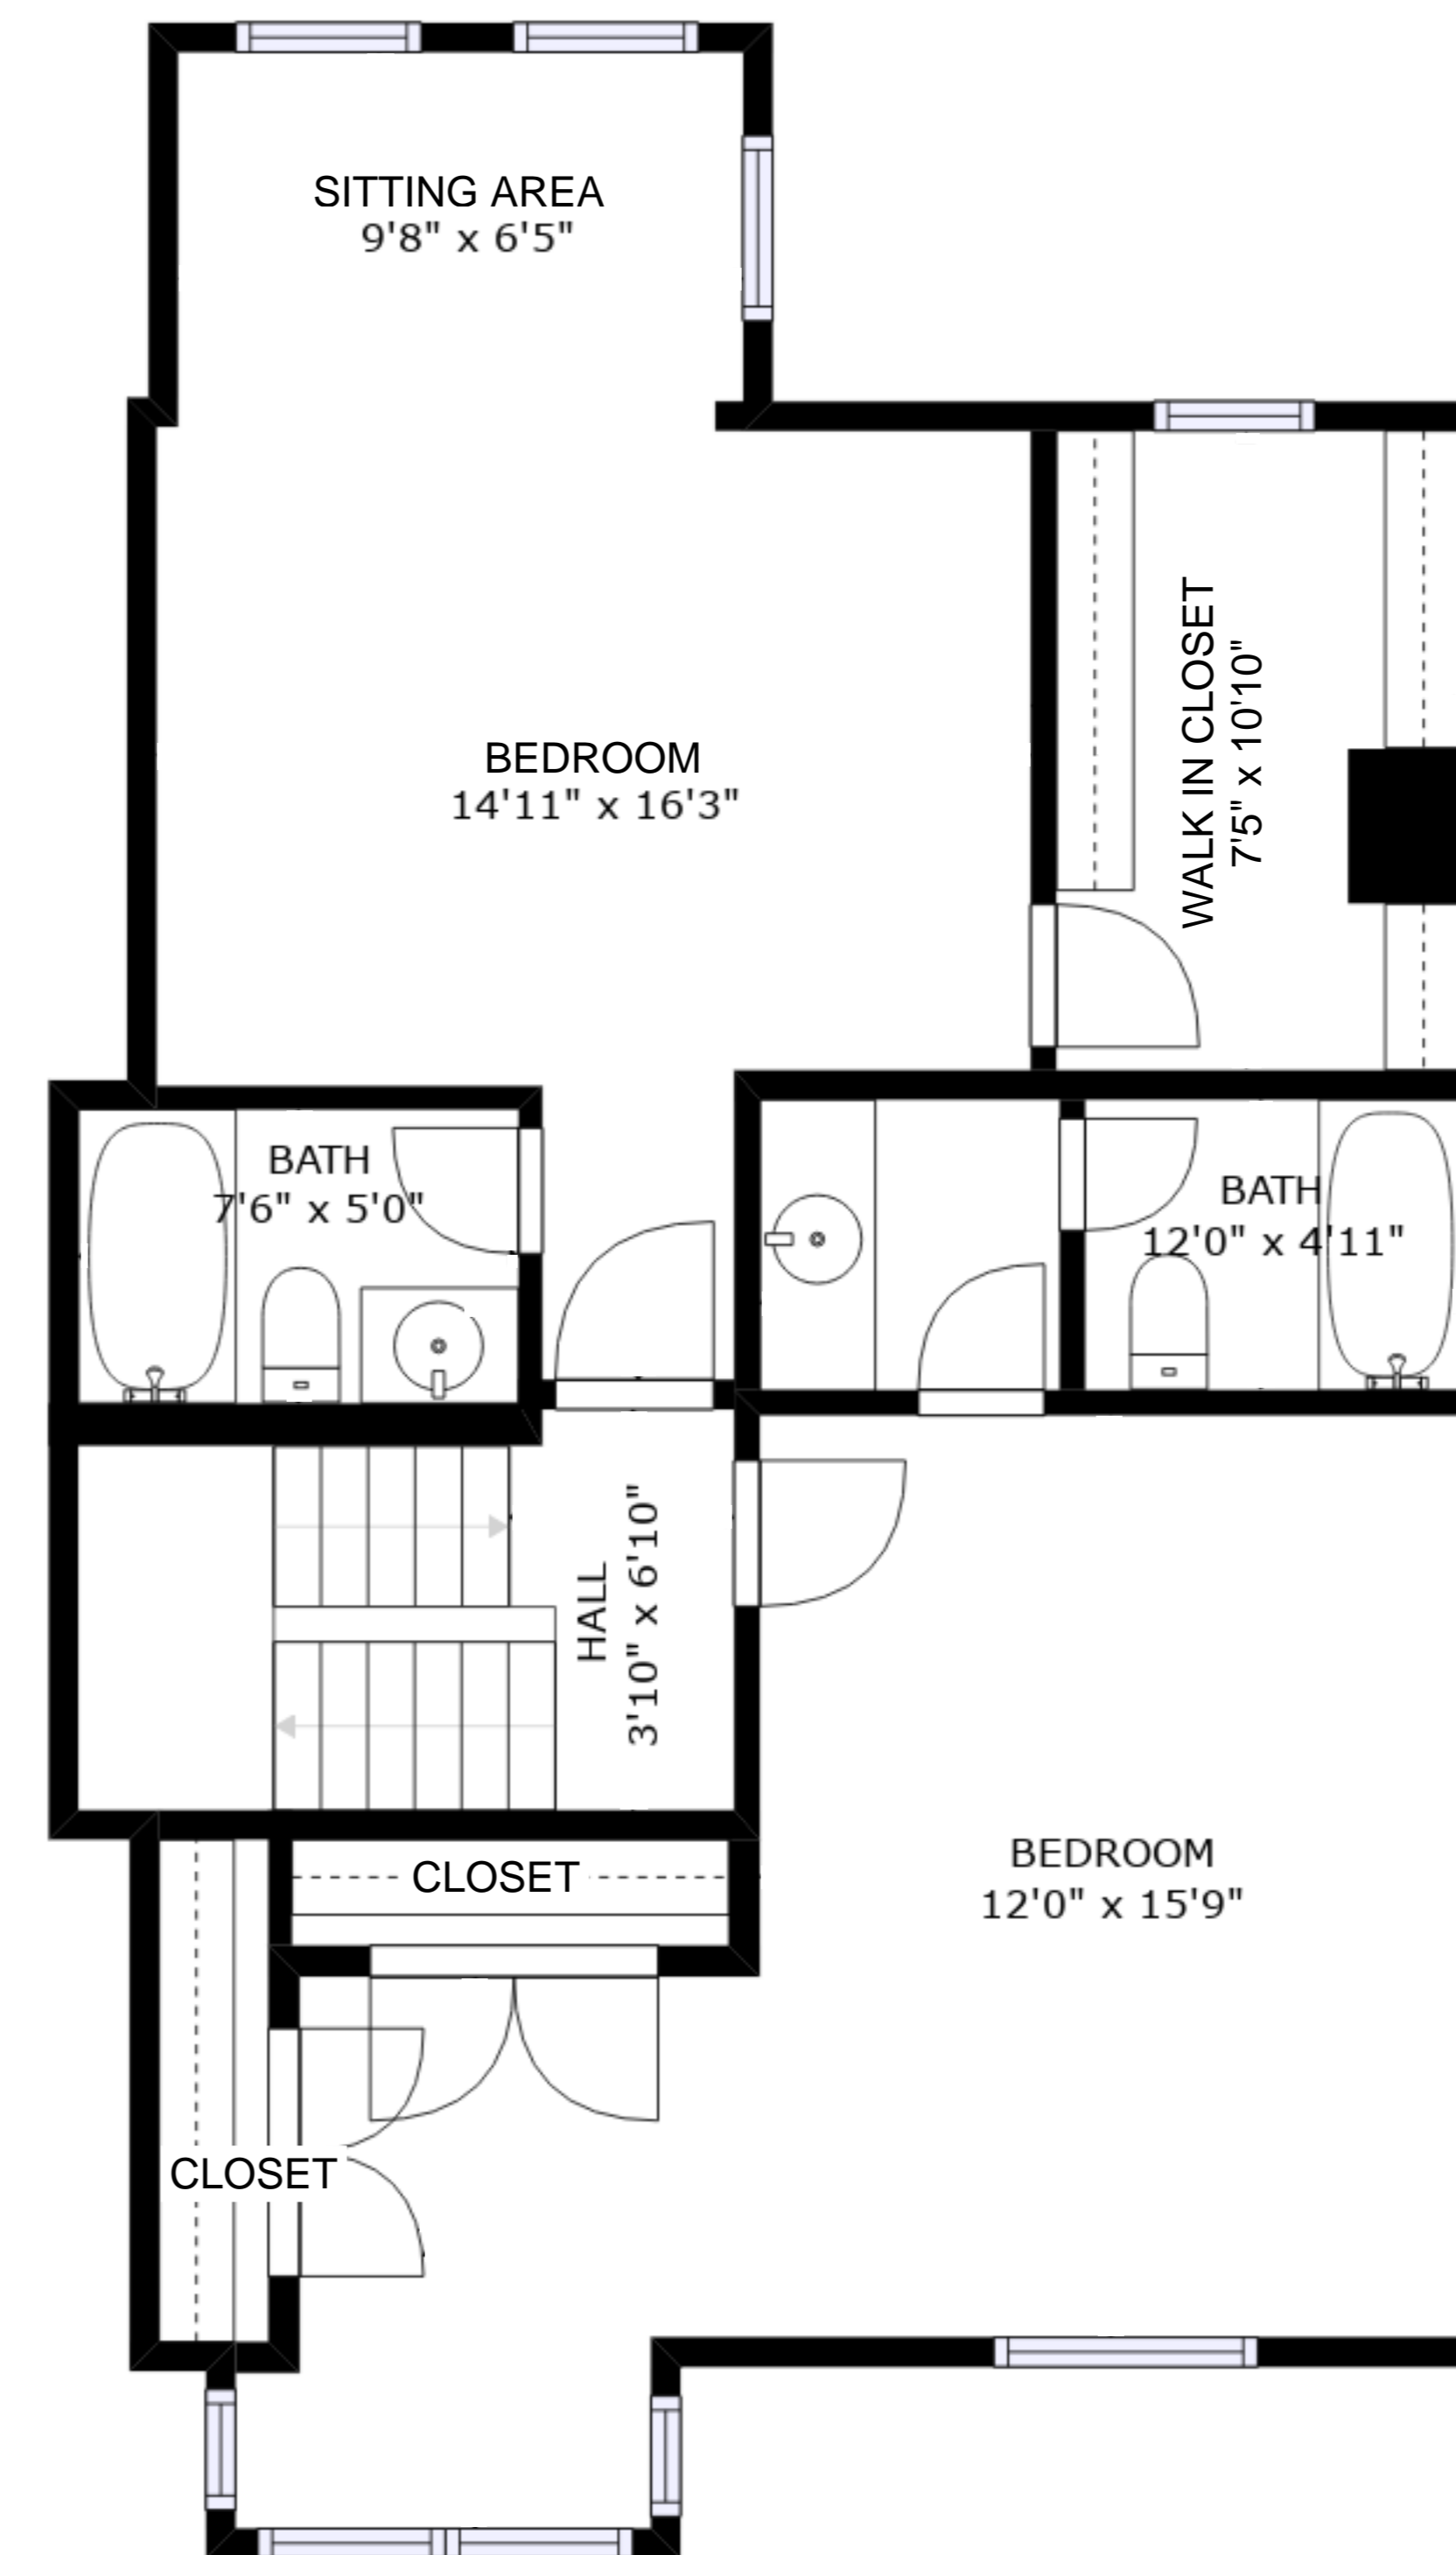 SITTING AREA
9'8" x 6'5"
WALK IN CLOSET
7'5" x 10'10"
BEDROOM
14'11" x 16'3"
BATH
7'6" x 5'0"
BATH
12'0" x 4'11"
HALL
3'10" x 6'10"
BEDROOM
12'0" x 15'9"
CLOSET
CLOSET